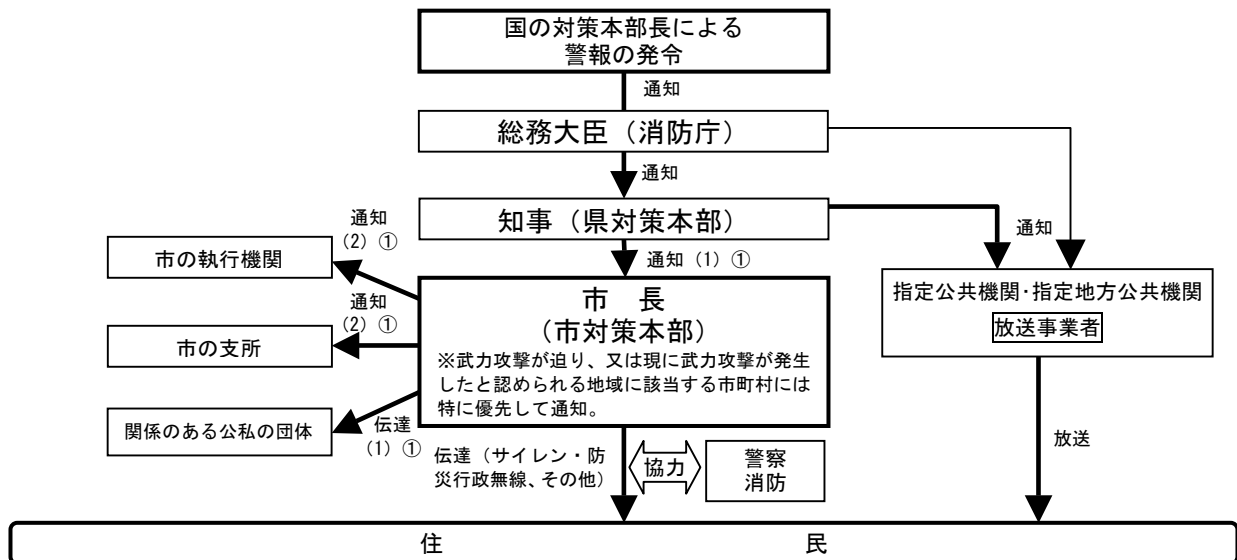 国の対策本部長による
警報の発令
通知
総務大臣（消防庁）
通知
知事（県対策本部）
通知
通知（1）①
通知
（2）①
市の執行機関
通知
（2）①
市の支所
市　長
（市対策本部）
※武力攻撃が迫り、又は現に武力攻撃が発生
したと認められる地域に該当する市町村には
特に優先して通知。
指定公共機関・指定地方公共機関
放送事業者
関係のある公私の団体
伝達
（1）①
伝達（サイレン・防
災行政無線、その他）
協力
警察
消防
放送
住　民